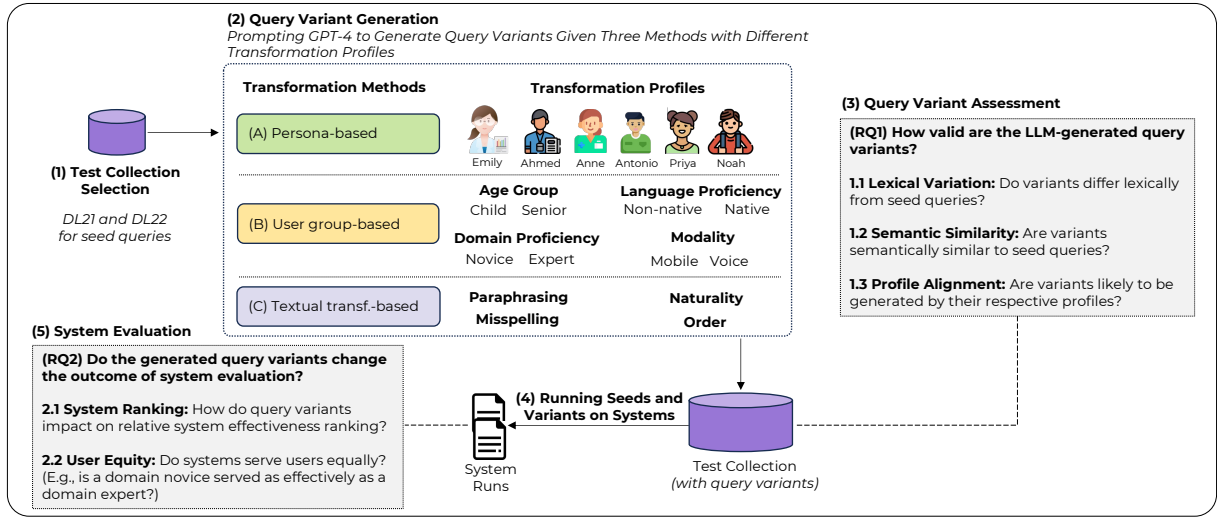 (2) Query Variant Generation
Prompting GPT-4 to Generate Query Variants Given Three Methods with Different
Transformation Profiles
(1) Test Collection
Selection
DL21 and DL22
for seed queries
Transformation Methods
Transformation Profiles
(A) Persona-based
Emily
Ahmed
Anne
Antonio
Priya
Noah
(B) User group-based
Age Group
Child Senior
Language Proficiency
Non-native Native
Domain Proficiency
Novice Expert
Modality
Mobile Voice
(C) Textual transf.-based
Paraphrasing
Naturality
Misspelling
Order
(3) Query Variant Assessment
(RQ1) How valid are the LLM-generated query
variants?
1.1 Lexical Variation: Do variants differ lexically
from seed queries?
1.2 Semantic Similarity: Are variants
semantically similar to seed queries?
1.3 Profile Alignment: Are variants likely to be
generated by their respective profiles?
(4) Running Seeds and
Variants on Systems
Test Collection
(with query variants)
System
Runs
(5) System Evaluation
(RQ2) Do the generated query variants change
the outcome of system evaluation?
2.1 System Ranking: How do query variants
impact on relative system effectiveness ranking?
2.2 User Equity: Do systems serve users equally?
(E.g., is a domain novice served as effectively as a
domain expert?)